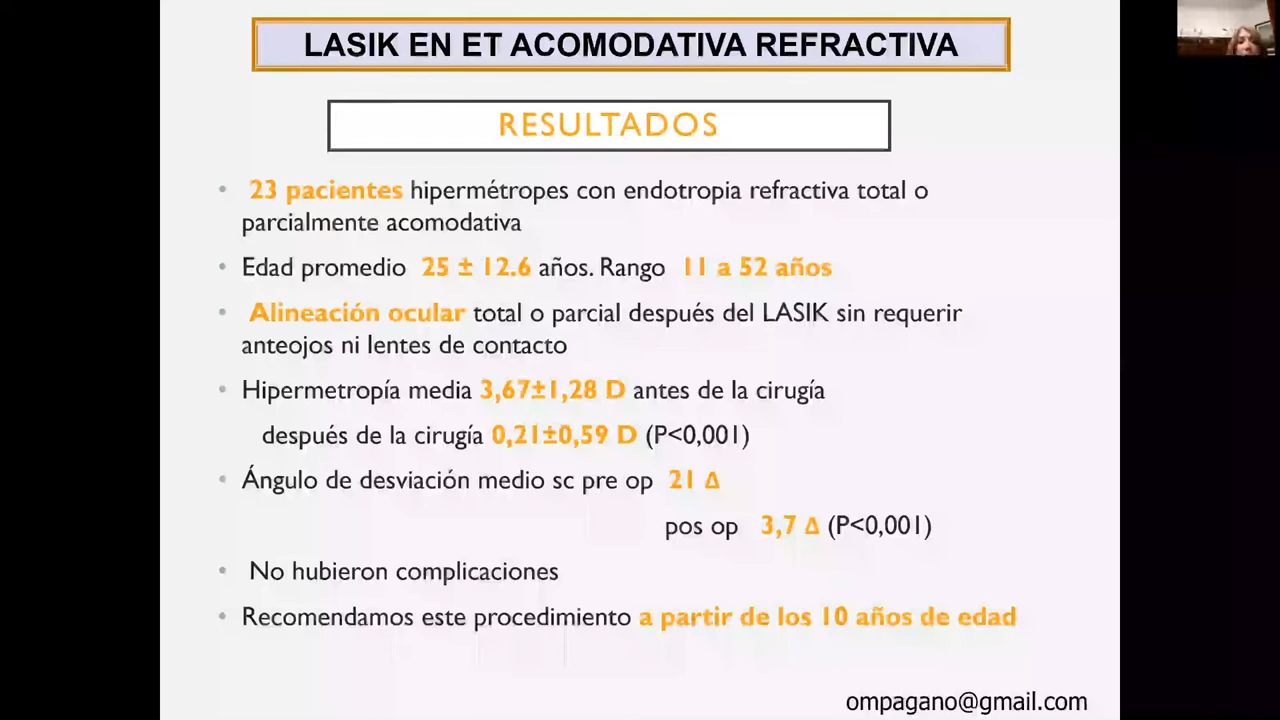 LASIK EN ET ACOMODATIVA REFRACTIVA
RESULTADOS
• 23 pacientes hipermétropes con endotropia refractiva total o
parcialmente acomodativa
• Edad promedio 25 ± 12.6 años. Rango 11 a 52 años
• Alineación ocular total o parcial después del LASIK sin requerir
anteojos ni lentes de contacto
• Hipermetropía media 3,67±1,28 D antes de la cirugía
después de la cirugía 0,21±0,59 D (P<0,001)
• Ángulo de desviación medio sc pre op 21 Δ
pos op 3,7 Δ (P<0,001)
• No hubieron complicaciones
• Recomendamos este procedimiento a partir de los 10 años de edad
ompagano@gmail.com